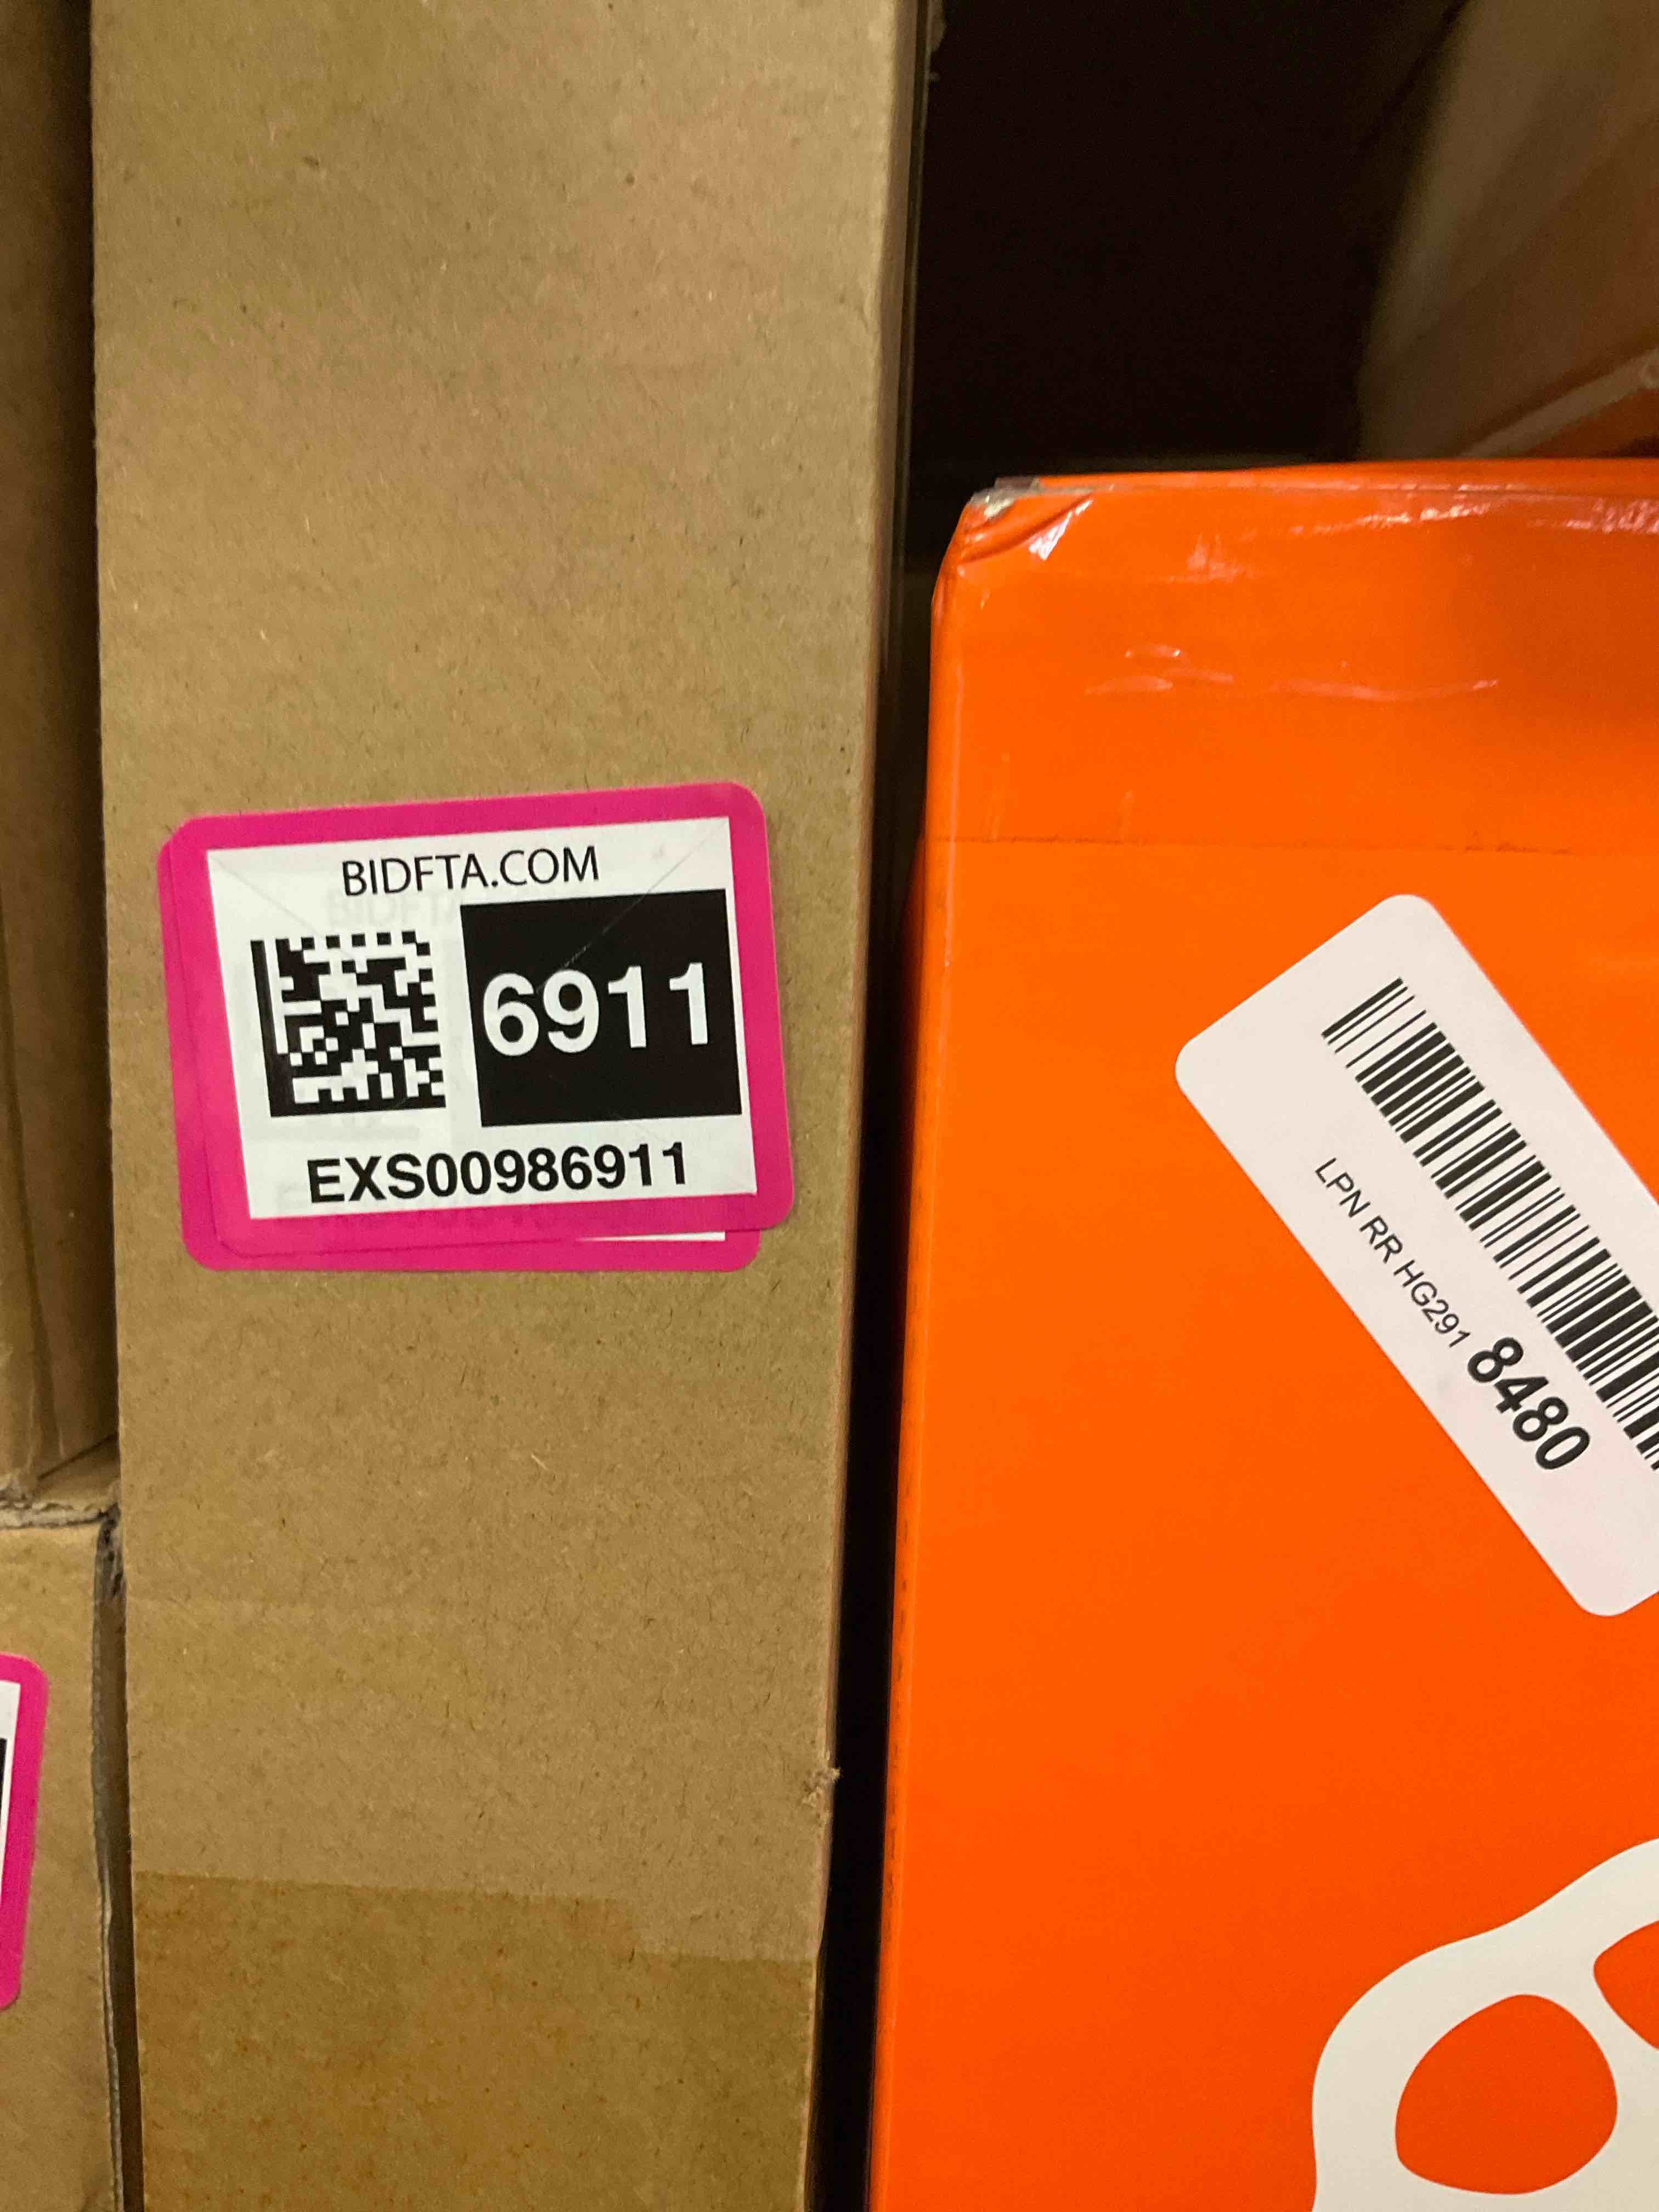 BIDFTA.COM
6911
EXS00986911
LPN RR HG291 8480